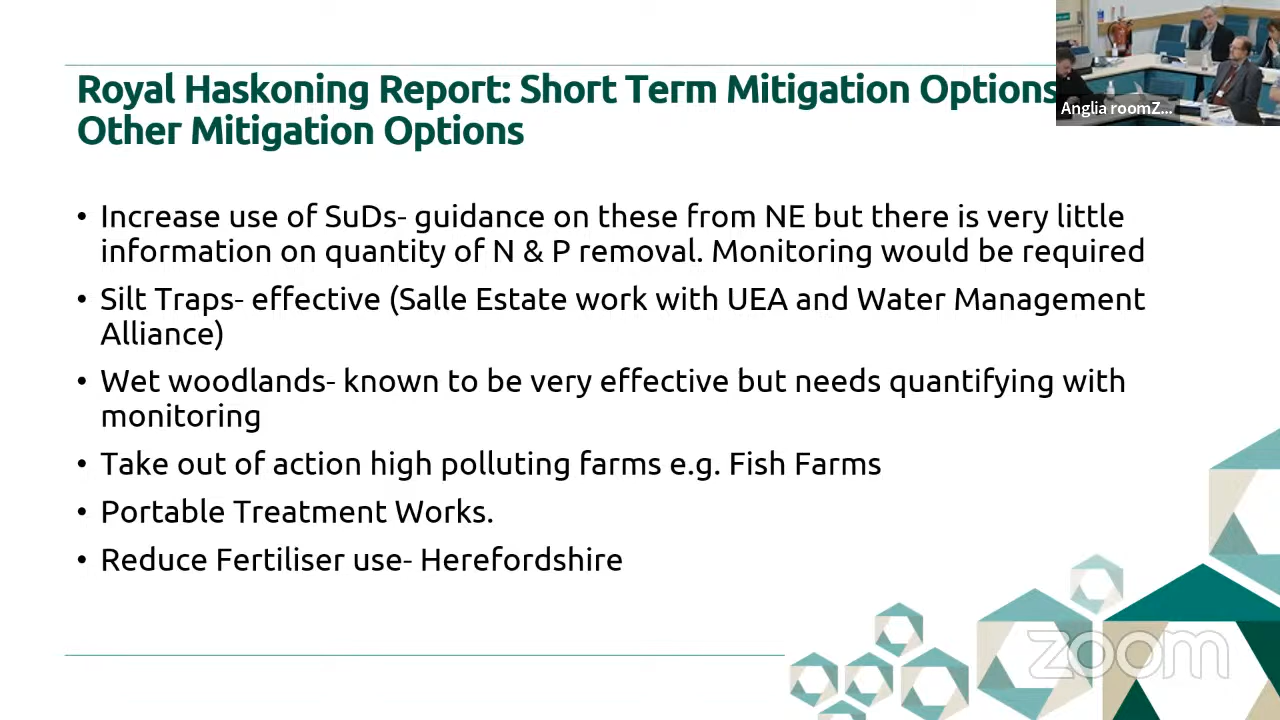 Royal Haskoning Report: Short Term Mitigation Options
Other Mitigation Options
Anglia roomZ...
• Increase use of SuDs- guidance on these from NE but there is very little
information on quantity of N & P removal. Monitoring would be required
• Silt Traps- effective (Salle Estate work with UEA and Water Management
Alliance)
• Wet woodlands- known to be very effective but needs quantifying with
monitoring
• Take out of action high polluting farms e.g. Fish Farms
• Portable Treatment Works.
• Reduce Fertiliser use- Herefordshire
zoom